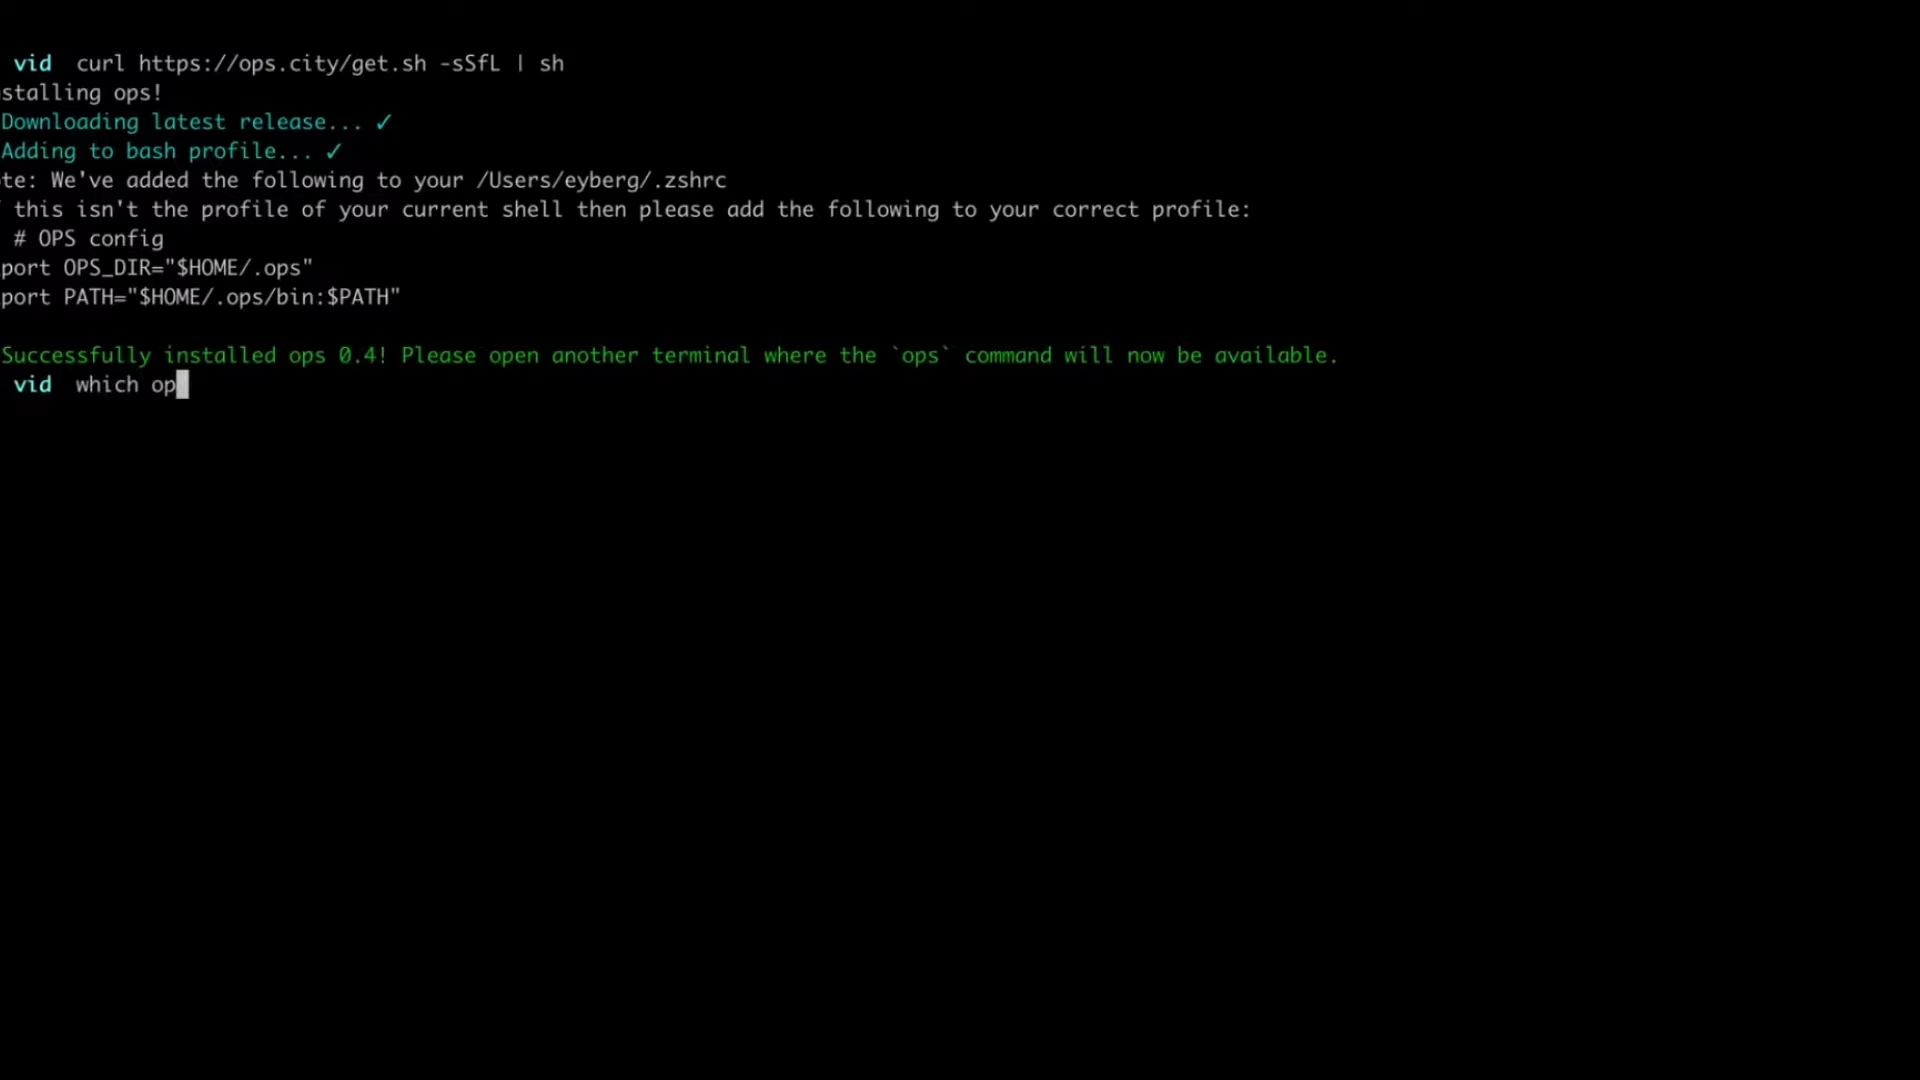 vid curl https://ops.city/get.sh -sSfL | sh
stalling ops!
Downloading latest release... ✓
Adding to bash profile... ✓
te: We've added the following to your /Users/eyberg/.zshrc
this isn't the profile of your current shell then please add the following to your correct profile:
# OPS config
port OPS_DIR="$HOME/.ops"
port PATH="$HOME/.ops/bin:$PATH"
Successfully installed ops 0.4! Please open another terminal where the `ops` command will now be available.
vid which op